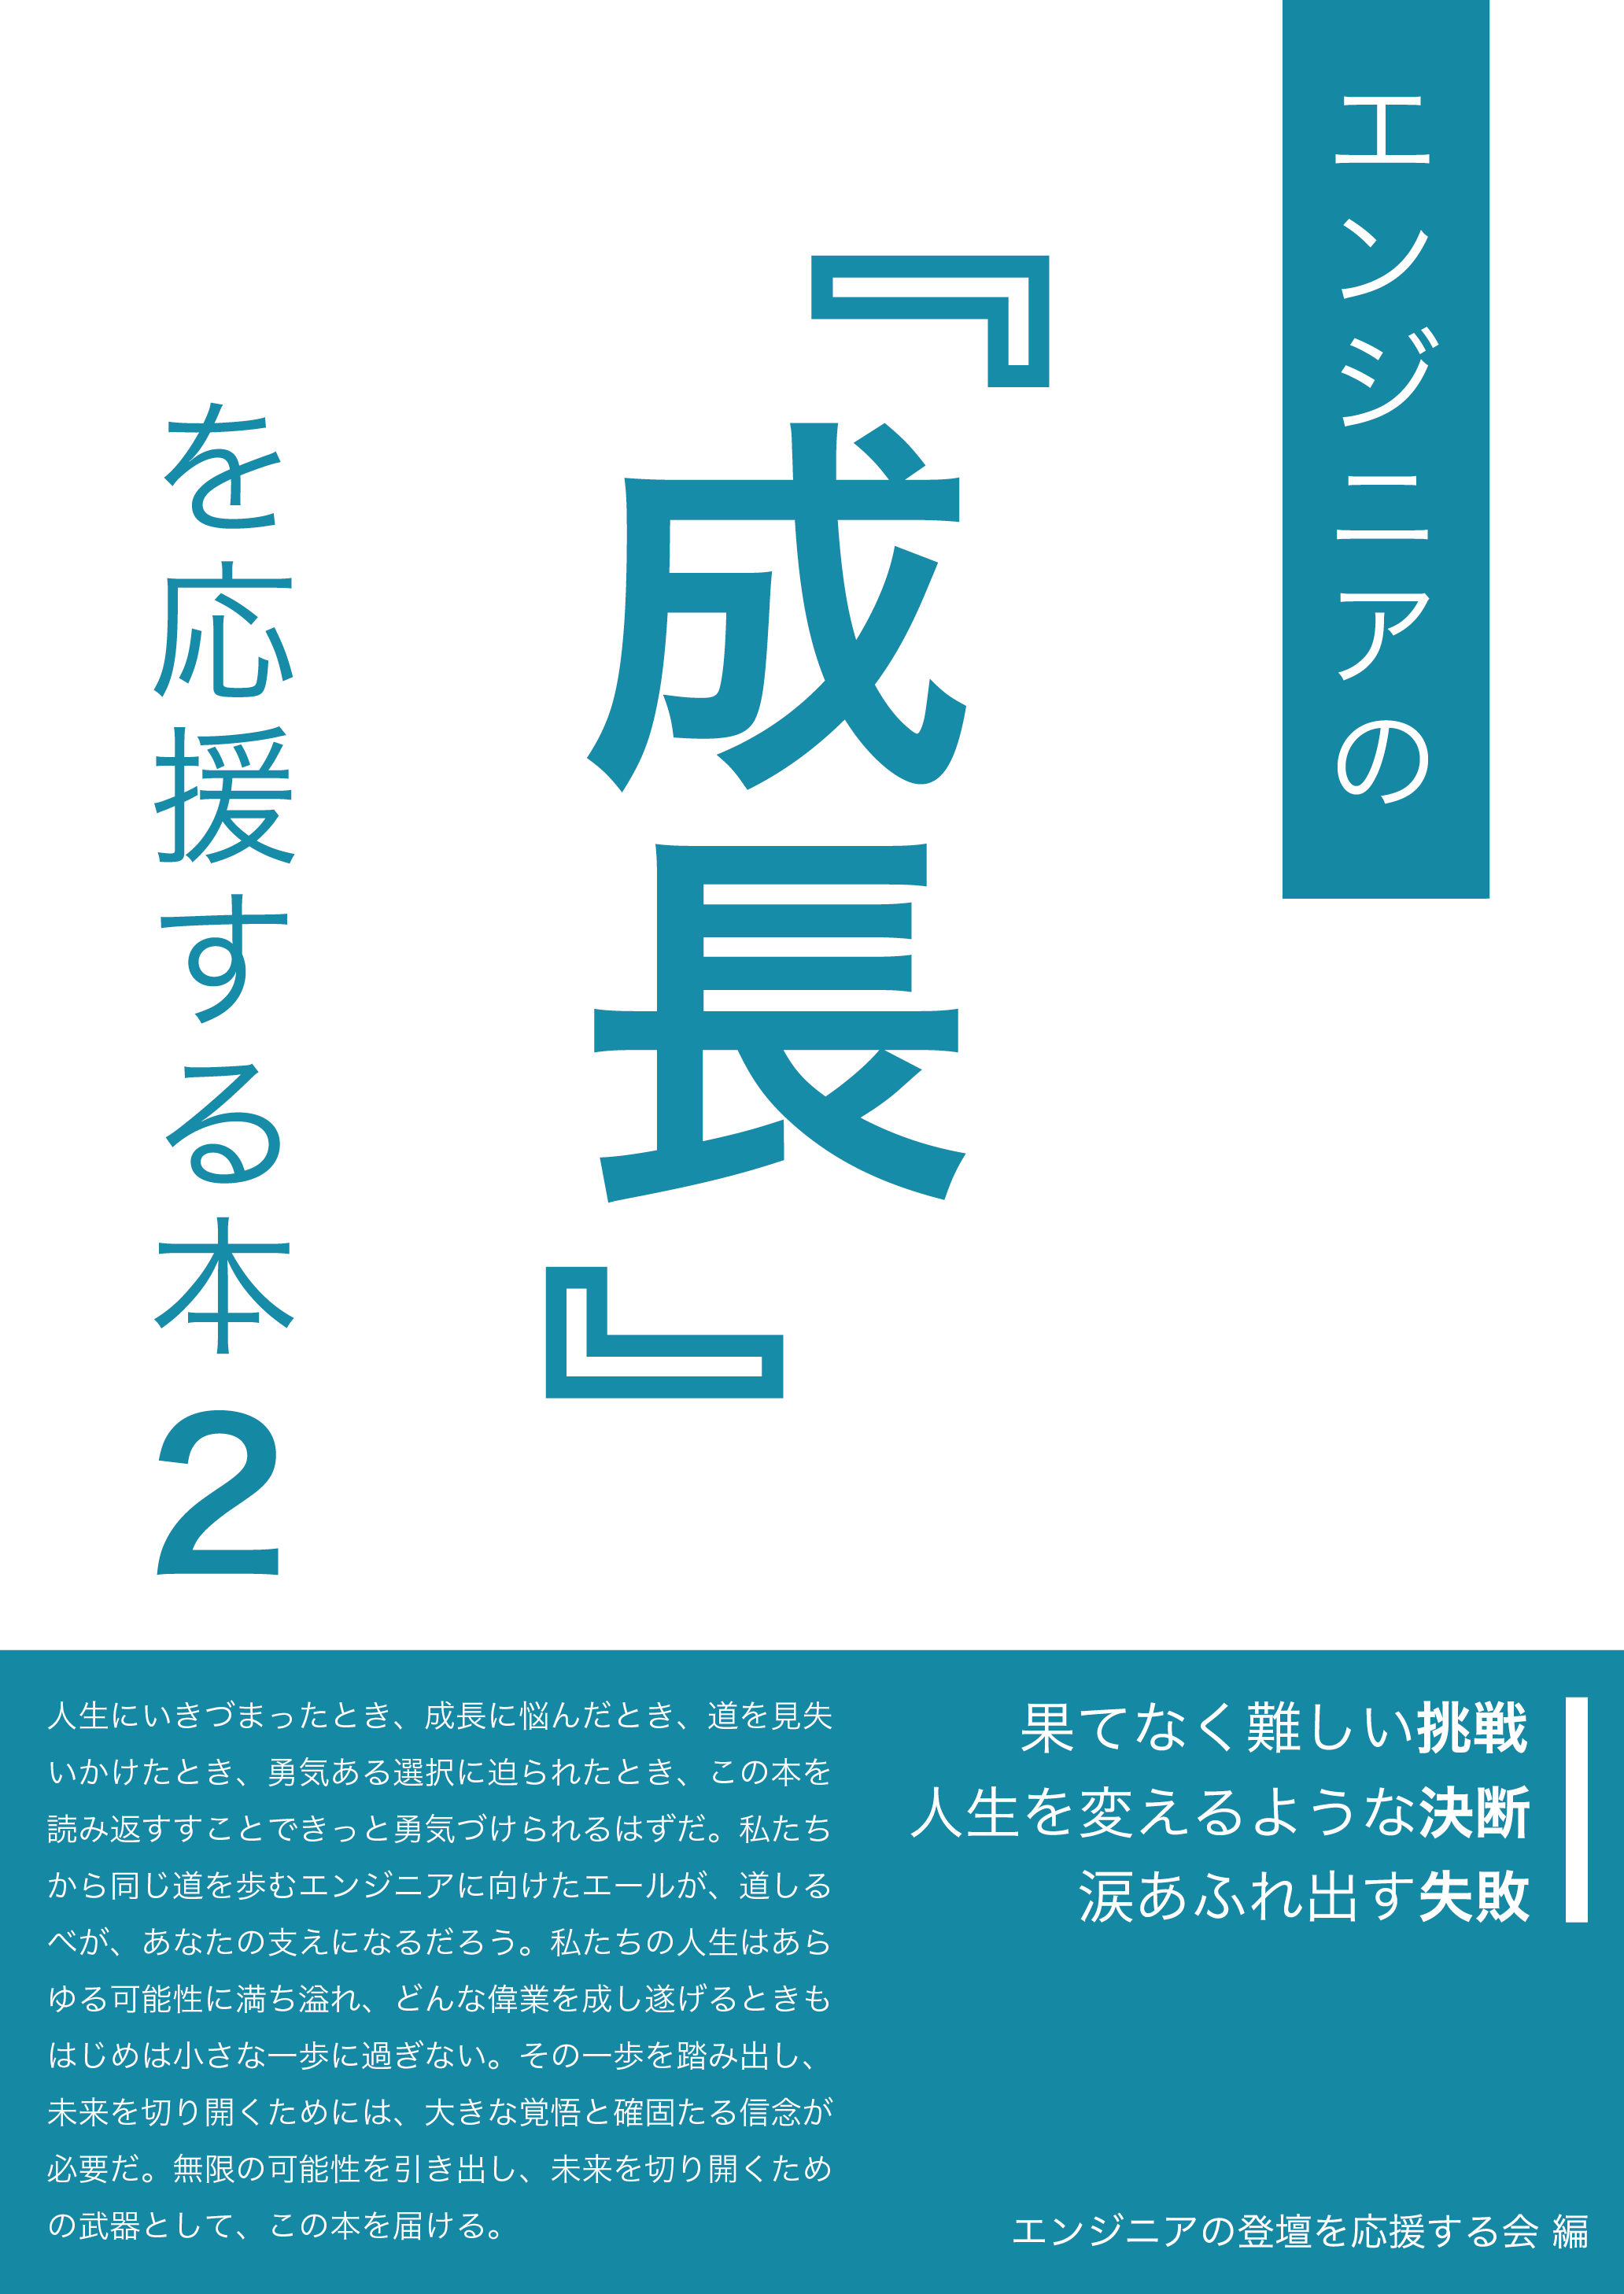 エンジニアの
『成長』
を応援する本2
果てなく難しい挑戦
人生を変えるような決断
涙あふれ出す失敗
人生にいきづまったとき、成長に悩んだとき、道を見失
いかけたとき、勇気ある選択に迫られたとき、この本を
読み返すすことできっと勇気づけられるはずだ。私たち
から同じ道を歩むエンジニアに向けたエールが、道しる
べが、あなたの支えになるだろう。私たちの人生はあら
ゆる可能性に満ち溢れ、どんな偉業を成し遂げるときも
はじめは小さな一歩に過ぎない。その一歩を踏み出し、
未来を切り開くためには、大きな覚悟と確固たる信念が
必要だ。無限の可能性を引き出し、未来を切り開くため
の武器として、この本を届ける。
エンジニアの登壇を応援する会 編